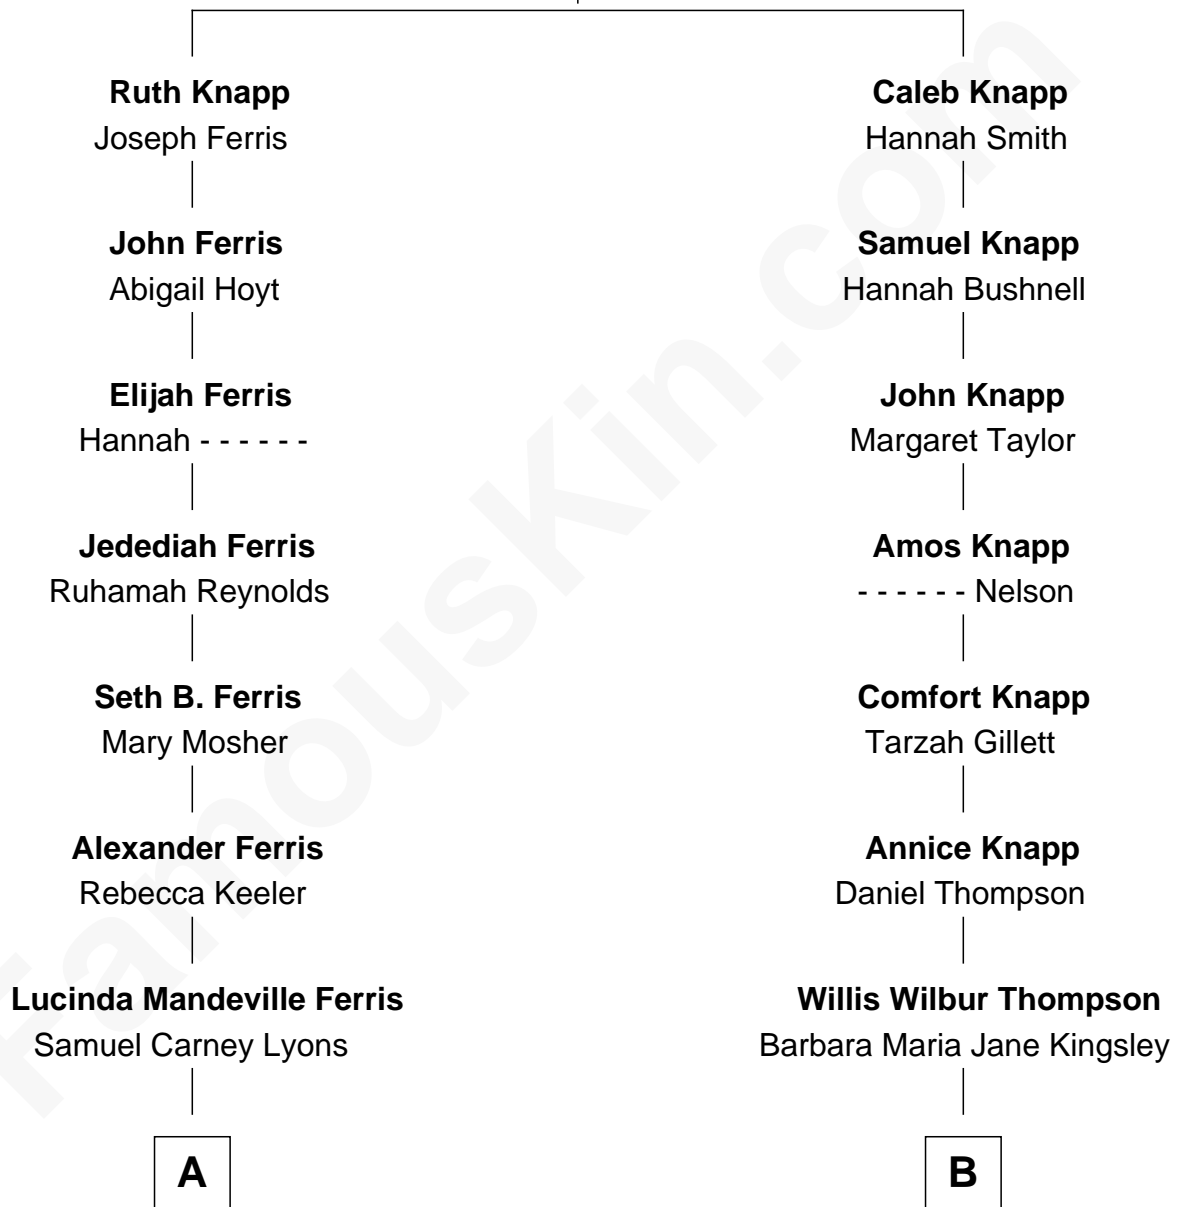 Ruth Knapp
Joseph Ferris
Caleb Knapp
Hannah Smith
John Ferris
Abigail Hoyt
Samuel Knapp
Hannah Bushnell
Elijah Ferris
Hannah - - - - - -
John Knapp
Margaret Taylor
Jedediah Ferris
Ruhamah Reynolds
Amos Knapp
- - - - - - Nelson
Seth B. Ferris
Mary Mosher
Comfort Knapp
Tarzah Gillett
Alexander Ferris
Rebecca Keeler
Annice Knapp
Daniel Thompson
Lucinda Mandeville Ferris
Samuel Carney Lyons
Willis Wilbur Thompson
Barbara Maria Jane Kingsley
A
B
FamousKin.com